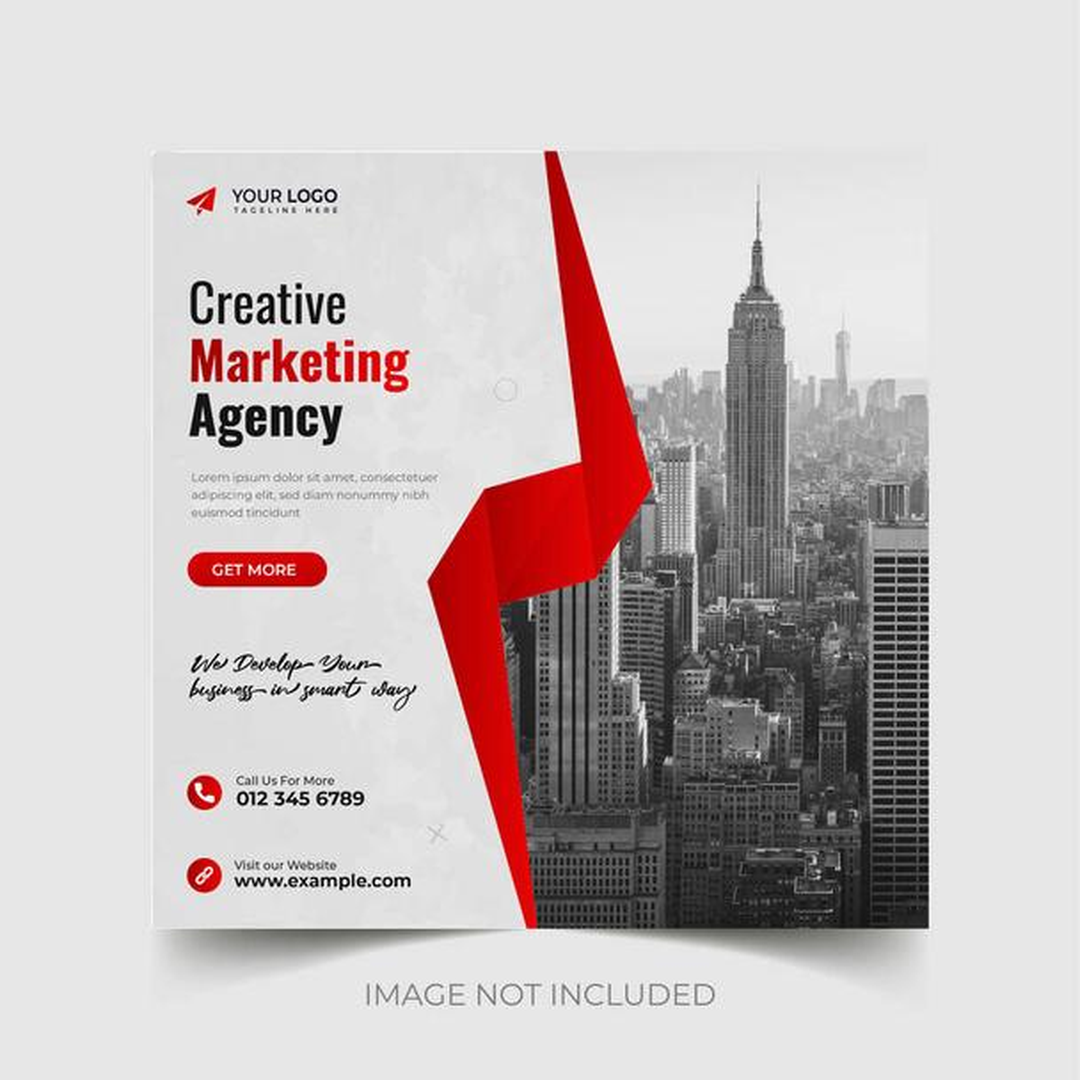 YOUR LOGO
TAGELINE HERE
Creative
Marketing
Agency
Lorem ipsum dolor sit amet, consectetuer
adipiscing elit, sed diam nonummy nibh
euismod tincidunt
GET MORE
We Develop Your
business in smart way
Call Us For More
012 345 6789
Visit our Website
www.example.com
IMAGE NOT INCLUDED